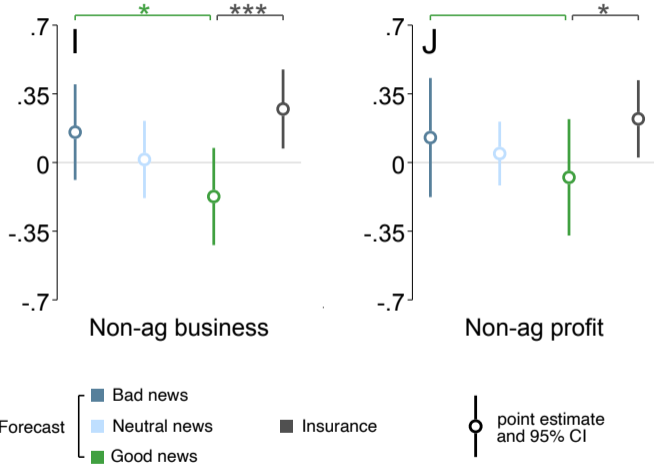 * ***
.7
I
.35
0
-.35
-.7
Non-ag business
*
.7
J
.35
0
-.35
-.7
Non-ag profit
Forecast
Bad news
Neutral news
Good news
Insurance
point estimate
and 95% CI